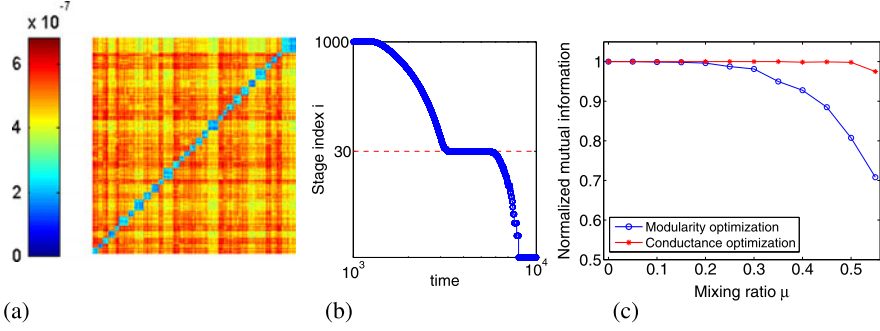 x 10⁻⁷
6
4
2
0
(a)
1000
30
Stage index i
10³
10⁴
time
(b)
Normalized mutual information
1
0.9
0.8
0.7
0.6
0.5
Modularity optimization
Conductance optimization
0
0.1
0.2
0.3
0.4
0.5
Mixing ratio μ
(c)